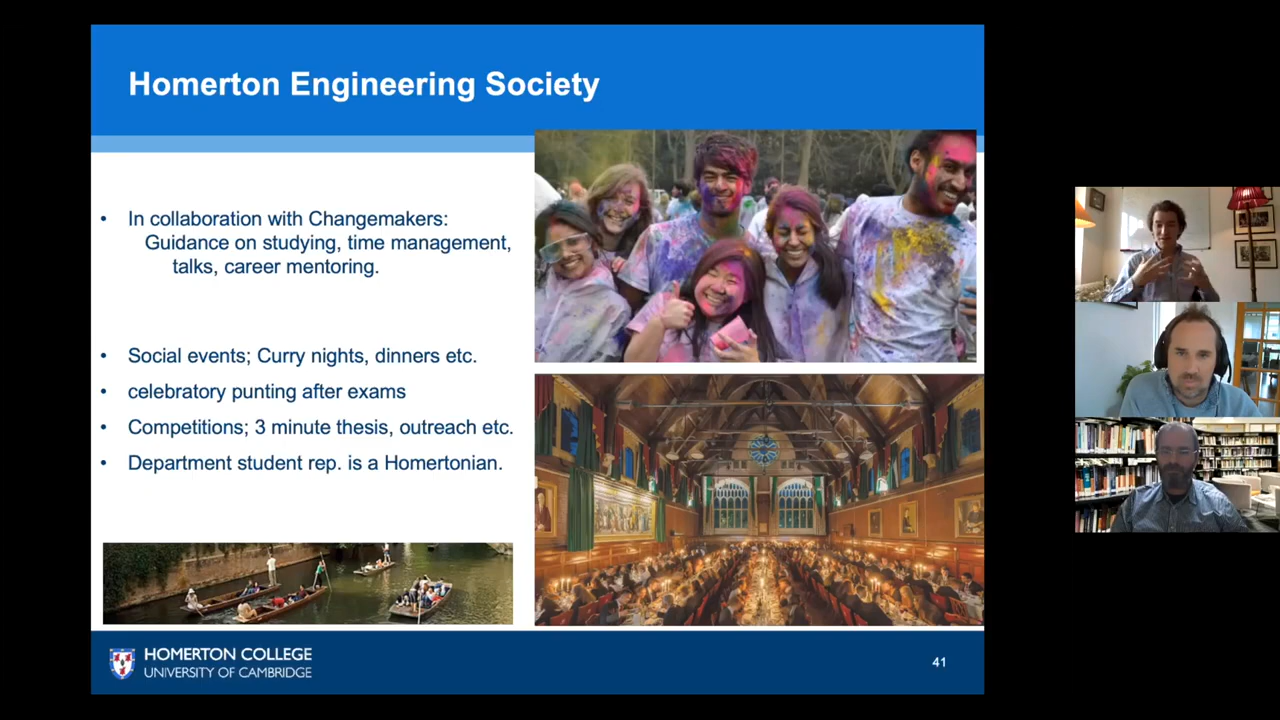 Homerton Engineering Society
• In collaboration with Changemakers:
Guidance on studying, time management,
talks, career mentoring.
• Social events; Curry nights, dinners etc.
• celebratory punting after exams
• Competitions; 3 minute thesis, outreach etc.
• Department student rep. is a Homertonian.
HOMERTON COLLEGE
UNIVERSITY OF CAMBRIDGE
41